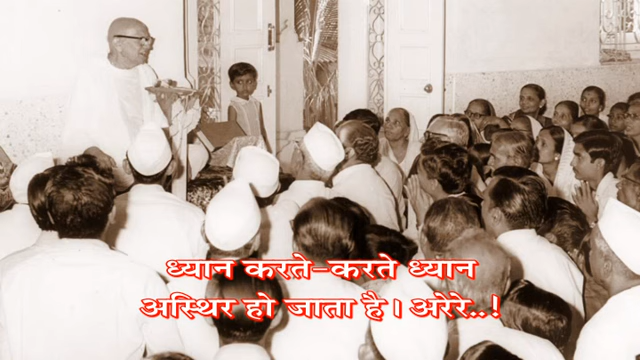 ध्यान करते-करते ध्यान
अस्थिर हो जाता है। अरेरे..!